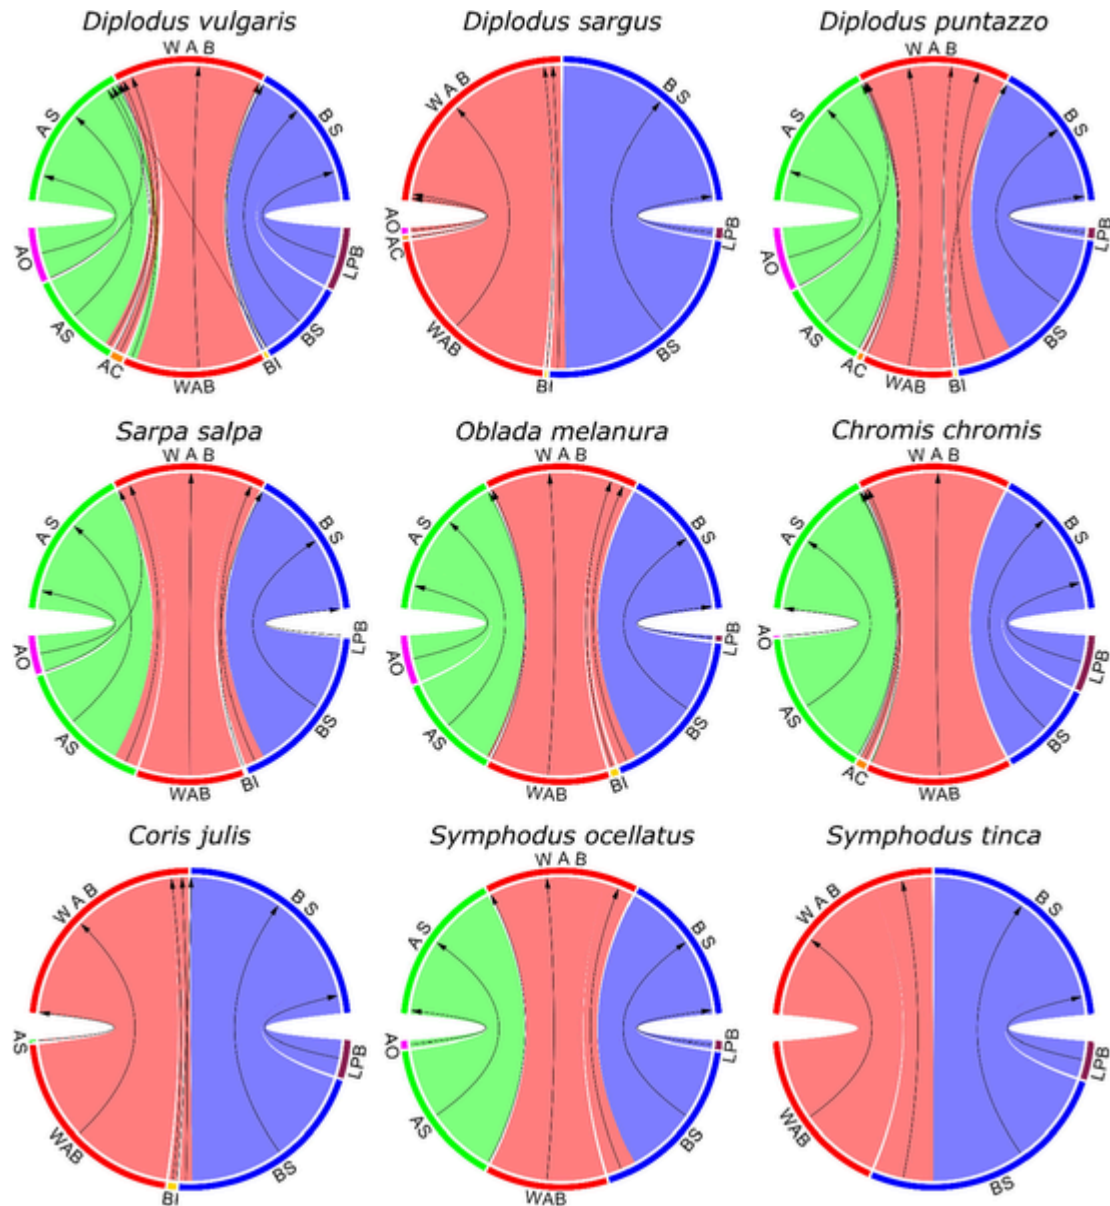 Diplodus vulgaris
W A B
A S
B S
AO
LPB
AS
BS
AC
BI
WAB
Diplodus sargus
W A B
B S
AO
AC
LPB
WAB
BS
BI
Diplodus puntazzo
W A B
A S
B S
AO
LPB
AS
BS
AC
BI
WAB
Sarpa salpa
W A B
A S
B S
AO
LPB
AS
BS
WAB
BI
Oblada melanura
W A B
A S
B S
AO
LPB
AS
BS
WAB
BI
Chromis chromis
W A B
A S
B S
AO
LPB
AS
BS
AC
WAB
Coris julis
W A B
B S
AS
LPB
WAB
BS
BI
Symphodus ocellatus
W A B
A S
B S
AO
LPB
AS
BS
WAB
Symphodus tinca
W A B
B S
LPB
WAB
BS